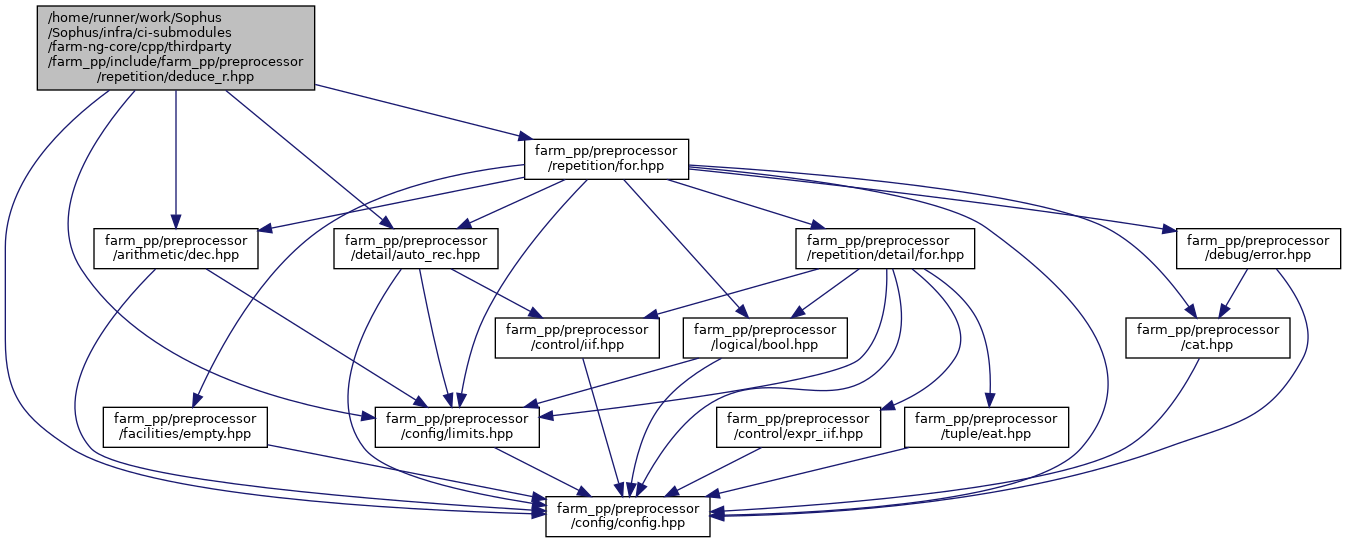 /home/runner/work/Sophus
/Sophus/infra/ci-submodules
/farm-ng-core/cpp/thirdparty
/farm_pp/include/farm_pp/preprocessor
/repetition/deduce_r.hpp
farm_pp/preprocessor
/repetition/for.hpp
farm_pp/preprocessor
/arithmetic/dec.hpp
farm_pp/preprocessor
/detail/auto_rec.hpp
farm_pp/preprocessor
/repetition/detail/for.hpp
farm_pp/preprocessor
/debug/error.hpp
farm_pp/preprocessor
/control/iif.hpp
farm_pp/preprocessor
/logical/bool.hpp
farm_pp/preprocessor
/cat.hpp
farm_pp/preprocessor
/facilities/empty.hpp
farm_pp/preprocessor
/config/limits.hpp
farm_pp/preprocessor
/control/expr_iif.hpp
farm_pp/preprocessor
/tuple/eat.hpp
farm_pp/preprocessor
/config/config.hpp